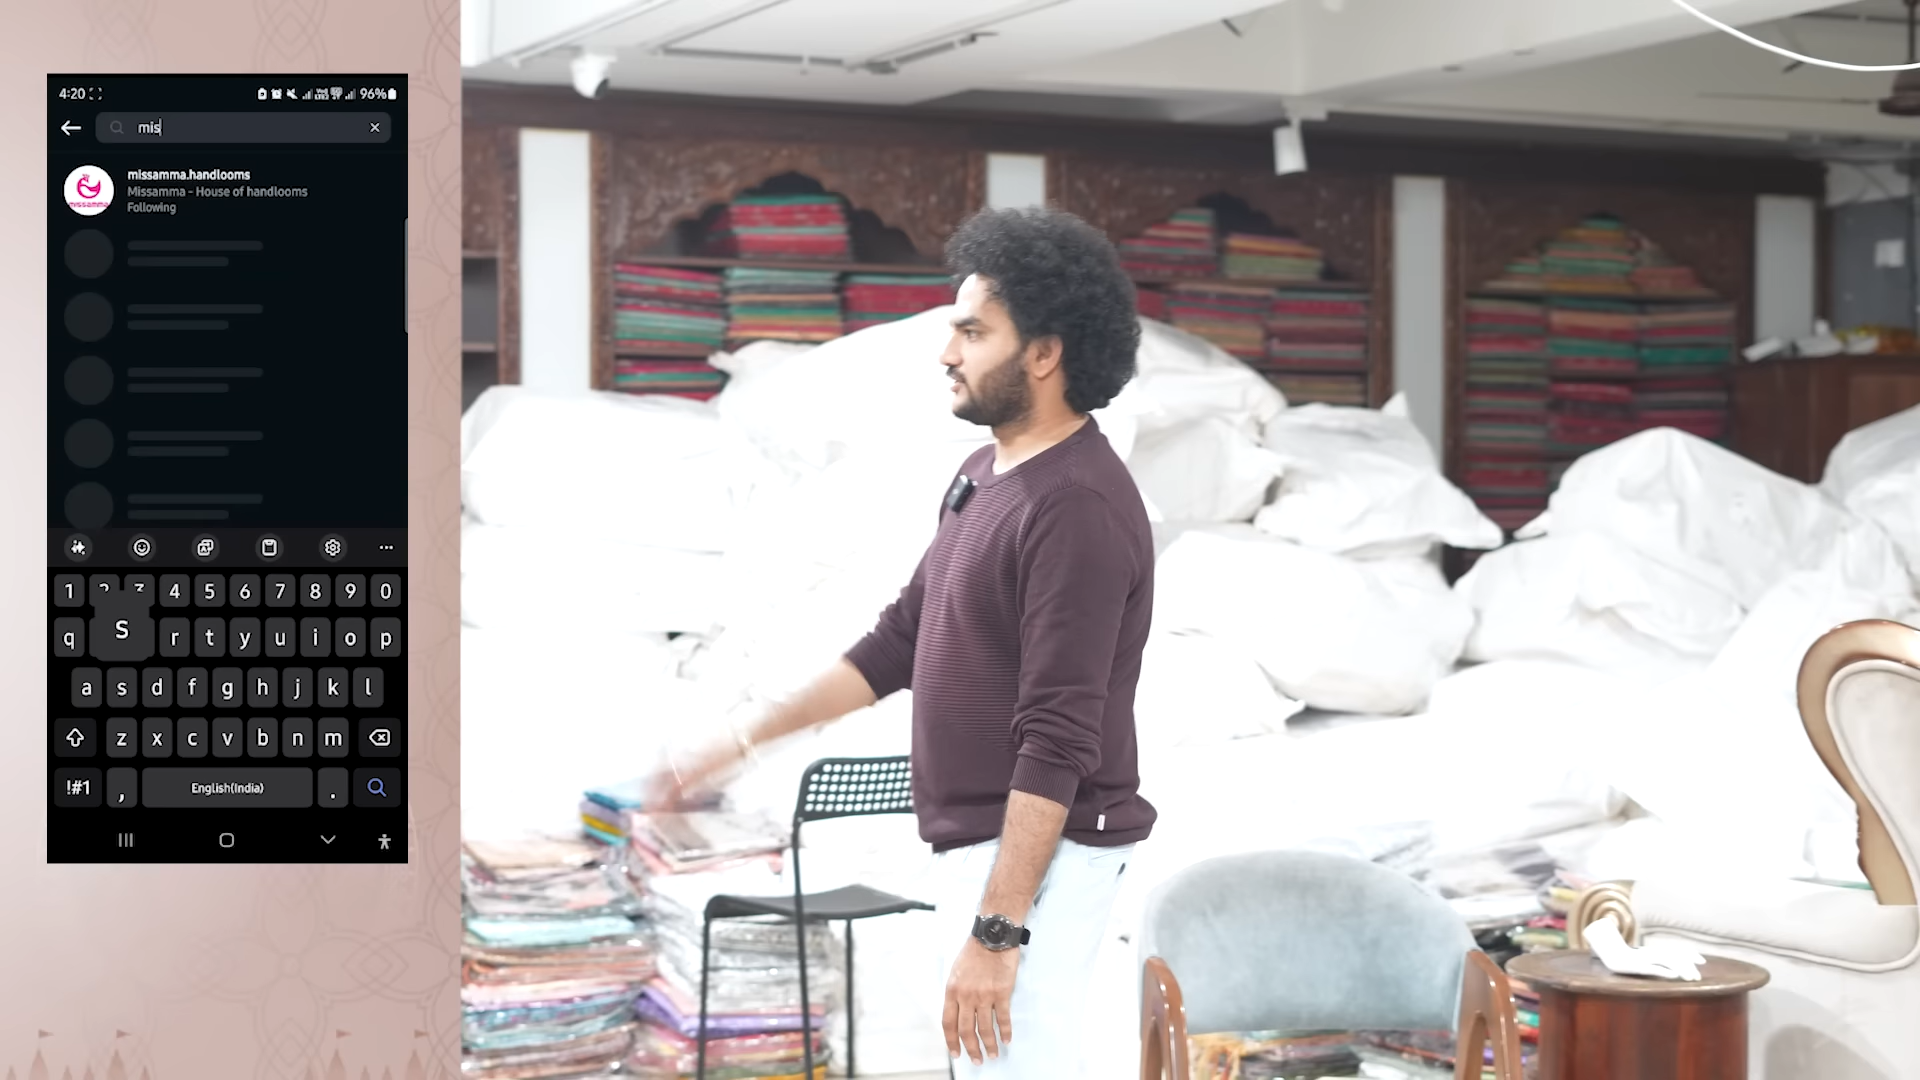 4:20
96%
mis
missamma.handlooms
Missamma - House of handlooms
Following
missamma
1 4 5 6 7 8 9 0
S
q r t y u i o p
a s d f g h j k l
z x c v b n m
!#1 , English(India) .